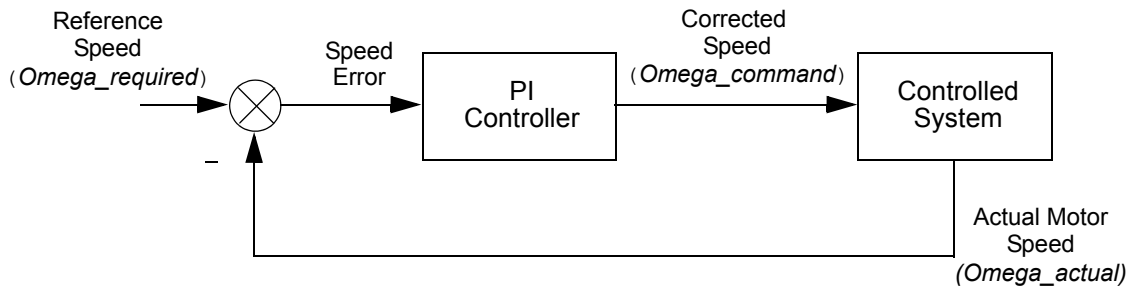 Reference
Speed
(Omega_required)
Speed
Error
PI
Controller
Corrected
Speed
(Omega_command)
Controlled
System
–
Actual Motor
Speed
(Omega_actual)